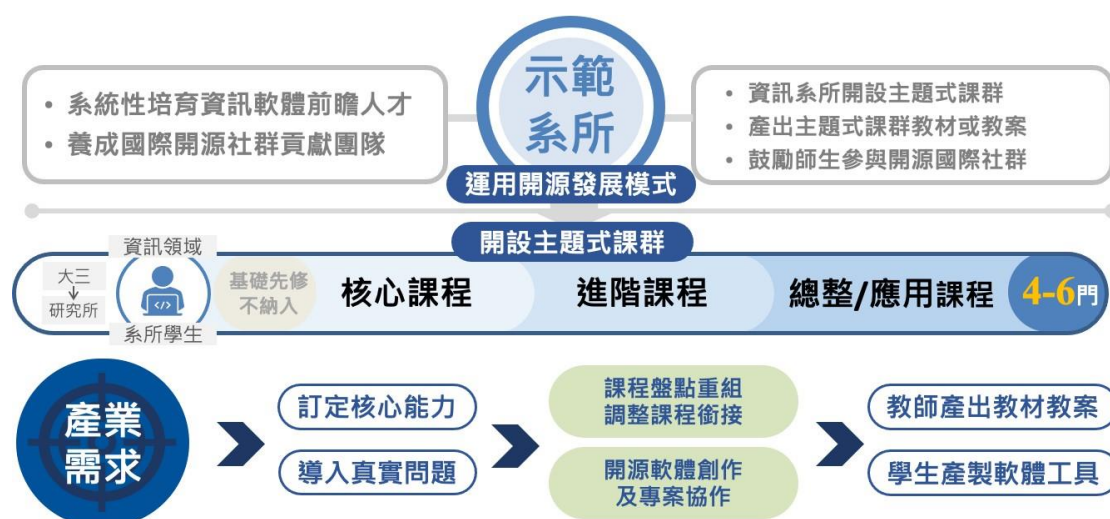 示範
系所
• 系統性培育資訊軟體前瞻人才
• 養成國際開源社群貢獻團隊
• 資訊系所開設主題式課群
• 產出主題式課群教材或教案
• 鼓勵師生參與開源國際社群
運用開源發展模式
開設主題式課群
大三
↓
研究所
資訊領域
</>
系所學生
基礎先修
不納入
核心課程
進階課程
總整/應用課程
4-6門
產業
需求
訂定核心能力
導入真實問題
課程盤點重組
調整課程銜接
開源軟體創作
及專案協作
教師產出教材教案
學生產製軟體工具